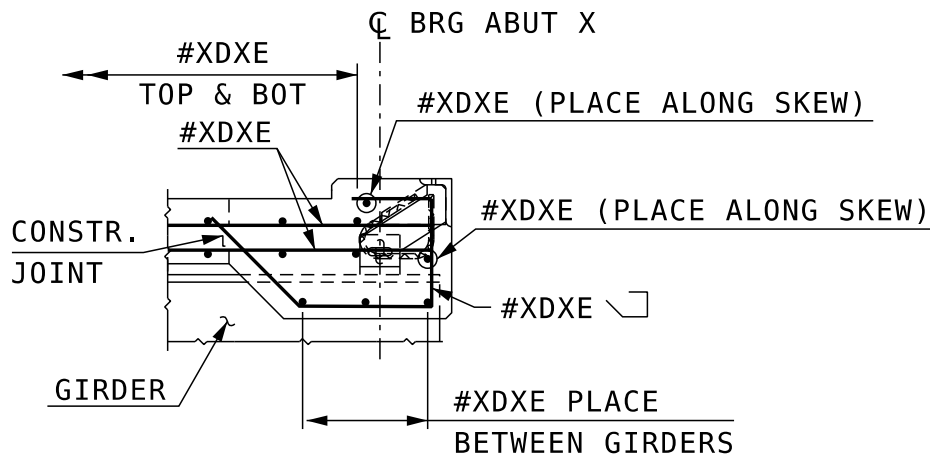 ℄ BRG ABUT X
#XDXE
TOP & BOT
#XDXE (PLACE ALONG SKEW)
#XDXE
#XDXE (PLACE ALONG SKEW)
CONSTR.
JOINT
#XDXE
GIRDER
#XDXE PLACE
BETWEEN GIRDERS